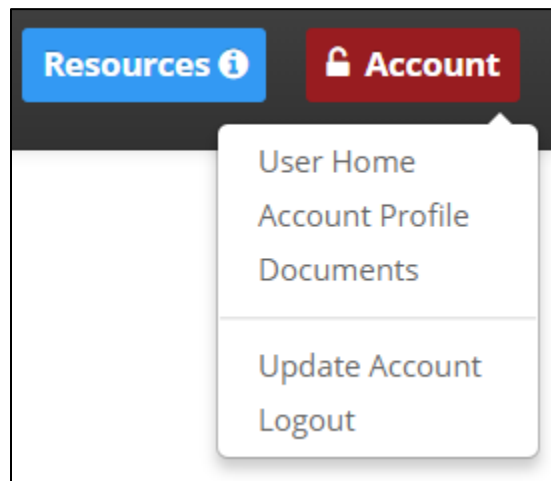 Resources Account
User Home
Account Profile
Documents
Update Account
Logout